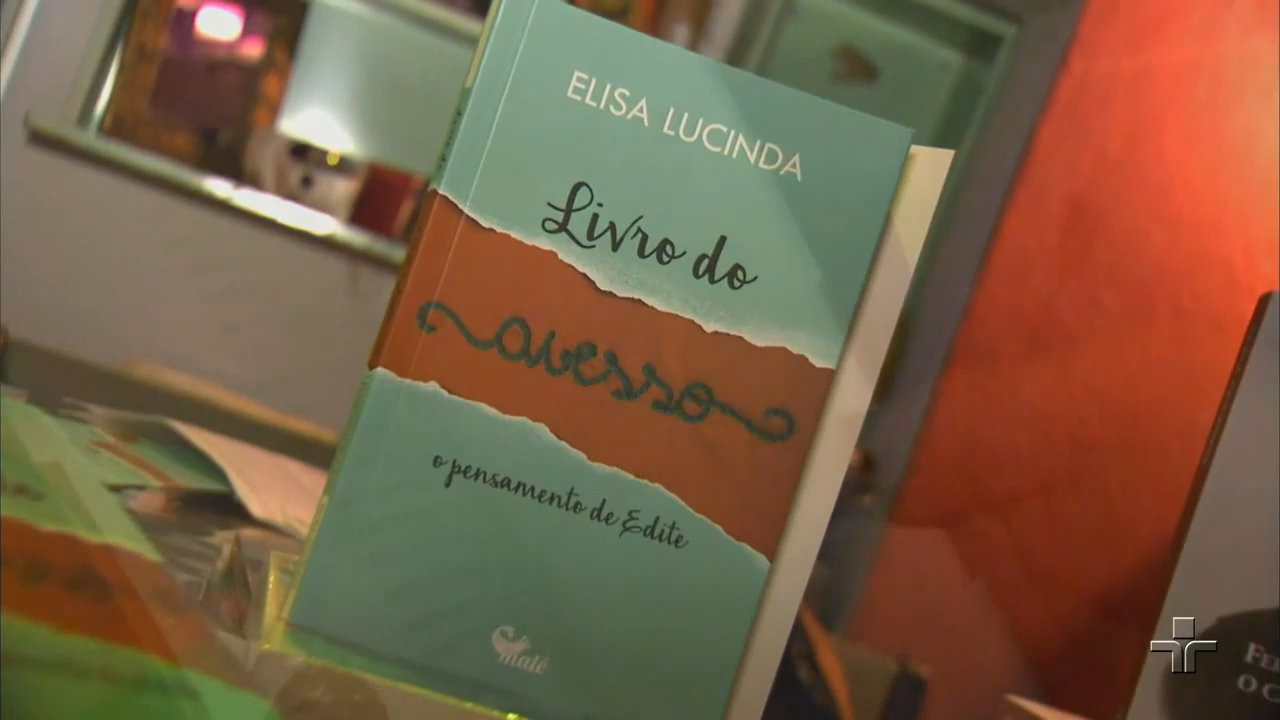 ELISA LUCINDA
Livro do
avesso
o pensamento de Edite
malê
O C